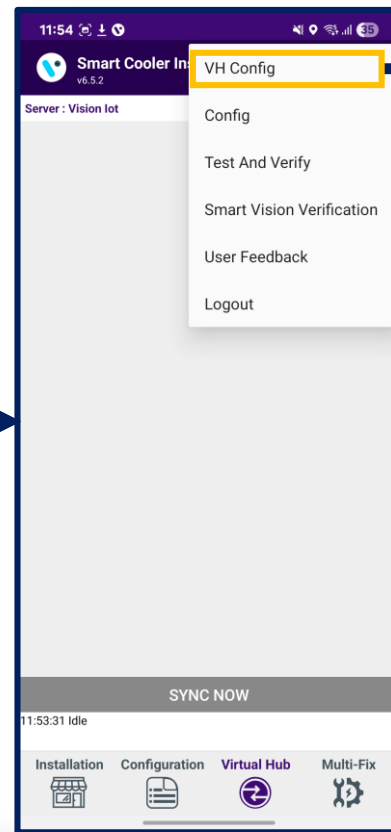 11:54
35
Smart Cooler Ins
v6.5.2
Server : Vision Iot
VH Config
Config
Test And Verify
Smart Vision Verification
User Feedback
Logout
SYNC NOW
11:53:31 Idle
Installation Configuration Virtual Hub Multi-Fix